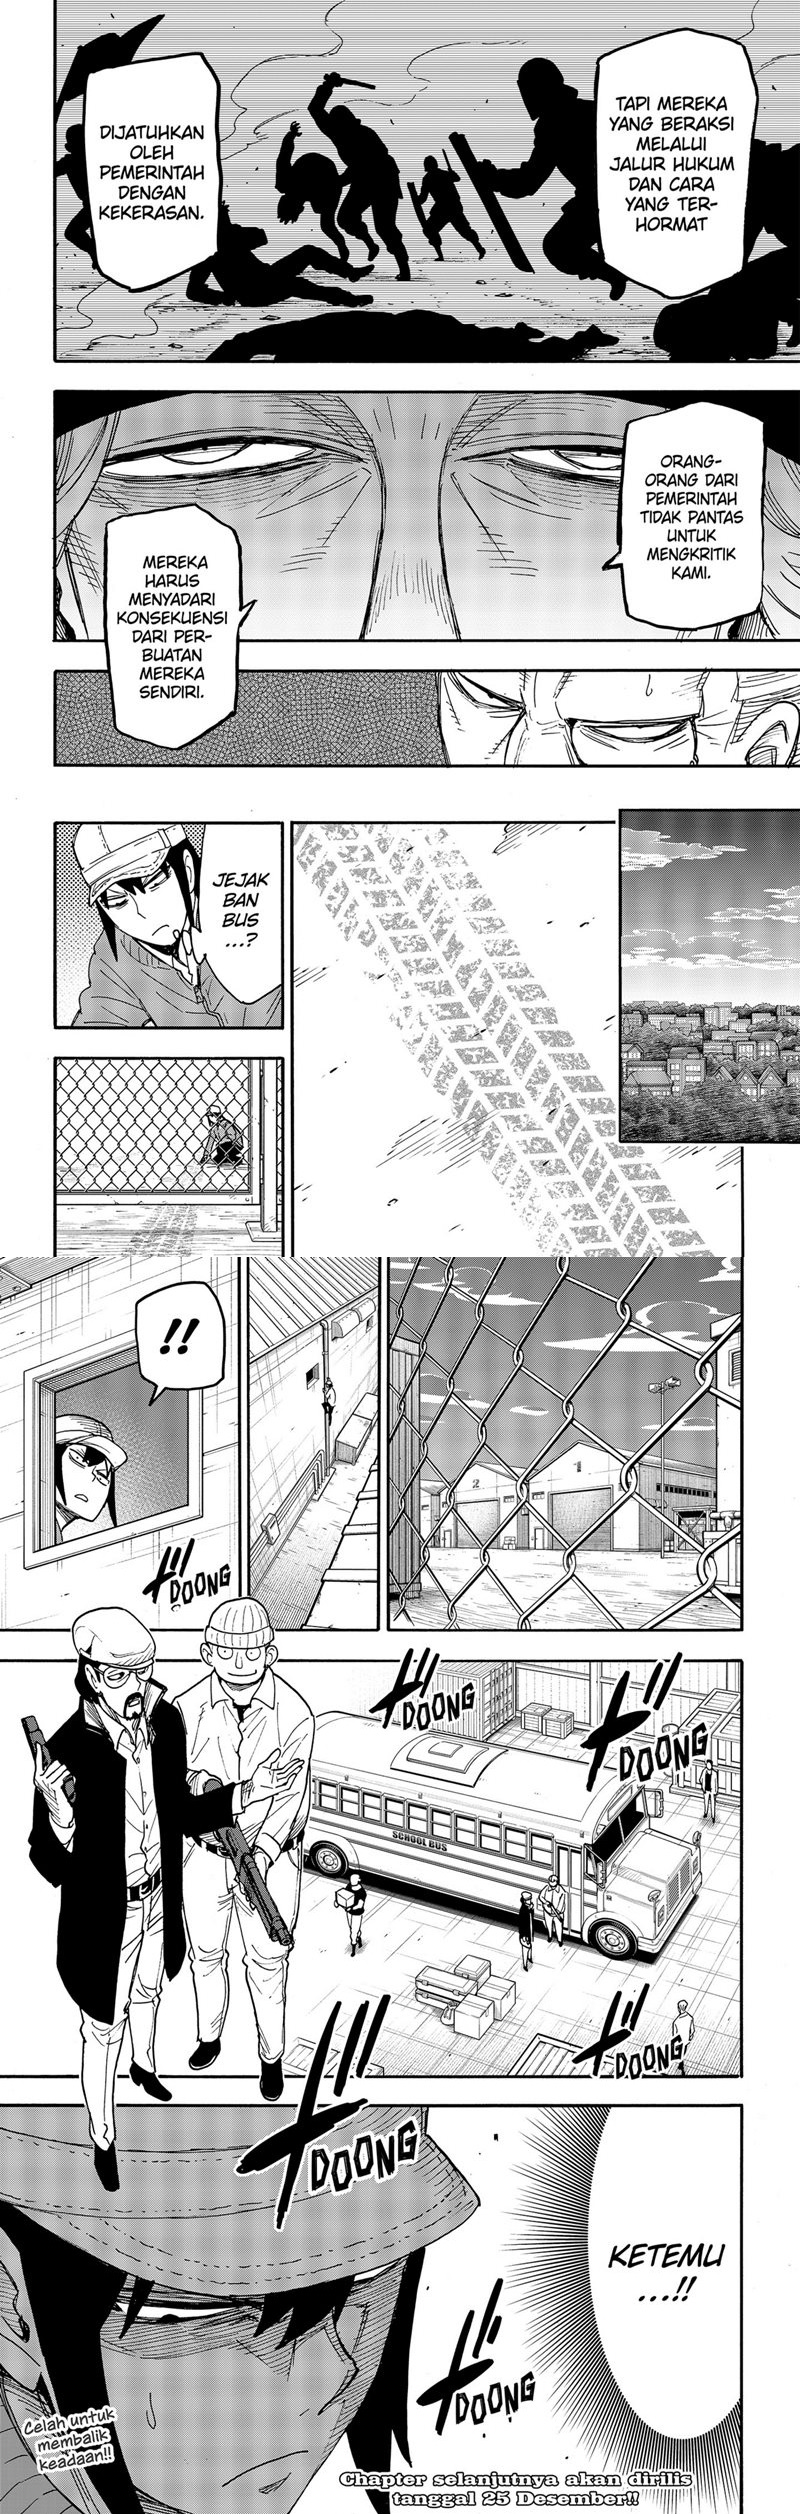 TAPI MEREKA
YANG BERAKSI
MELALUI
JALUR HUKUM
DAN CARA
YANG TER-
HORMAT
DIJATUHKAN
OLEH
PEMERINTAH
DENGAN
KEKERASAN.
ORANG-
ORANG DARI
PEMERINTAH
TIDAK PANTAS
UNTUK
MENGKRITIK
KAMI.
MEREKA
HARUS
MENYADARI
KONSEKUENSI
DARI PER-
BUATAN
MEREKA
SENDIRI.
JEJAK
BAN
BUS
...?
2
1
!!
DOONG
DOONG
DOONG
SCHOOL BUS
DOONG
DOONG
KETEMU
...!!
DOONG
Celah untuk
membalik
keadaan!!
Chapter selanjutnya akan dirilis
tanggal 25 Desember!!